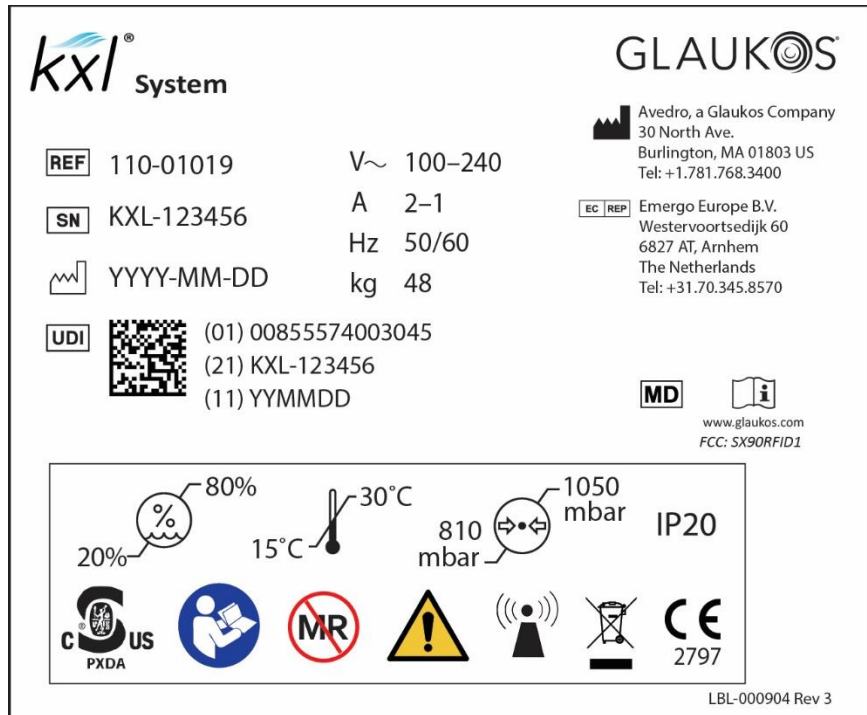 kxl® System
GLAUKOS®
Avedro, a Glaukos Company
30 North Ave.
Burlington, MA 01803 US
Tel: +1.781.768.3400
EC REP Emergo Europe B.V.
Westervoortsedijk 60
6827 AT, Arnhem
The Netherlands
Tel: +31.70.345.8570
REF 110-01019
SN KXL-123456
YYYY-MM-DD
V~ 100–240
A 2–1
Hz 50/60
kg 48
UDI (01) 00855574003045
(21) KXL-123456
(11) YYMMDD
MD i
www.glaukos.com
FCC: SX90RFID1
% 80%
20%
30°C
15°C
1050 mbar
810 mbar
IP20
C S ® US
PXDA
MR
!
CE
2797
LBL-000904 Rev 3